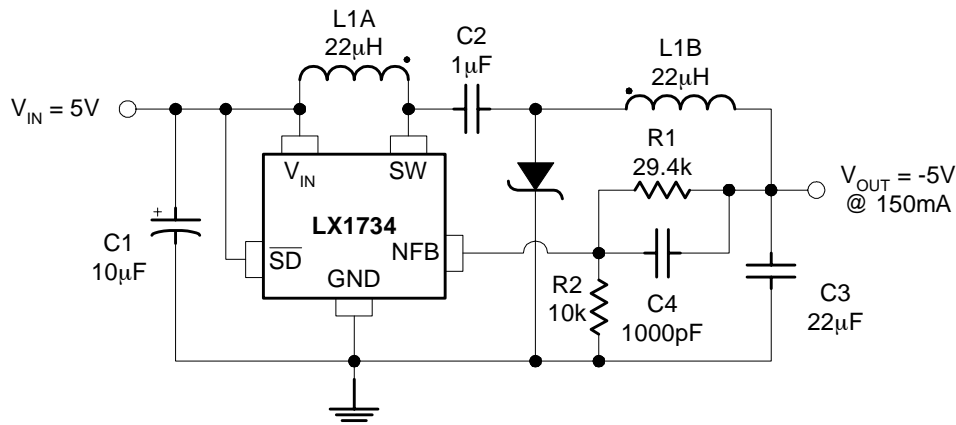 L1A
22µH
C2
1µF
L1B
22µH
V_IN = 5V
R1
29.4k
V_IN
SW
V_OUT = -5V
@ 150mA
LX1734
+
C1
10µF
S̅D̅
NFB
GND
R2
10k
C4
1000pF
C3
22µF